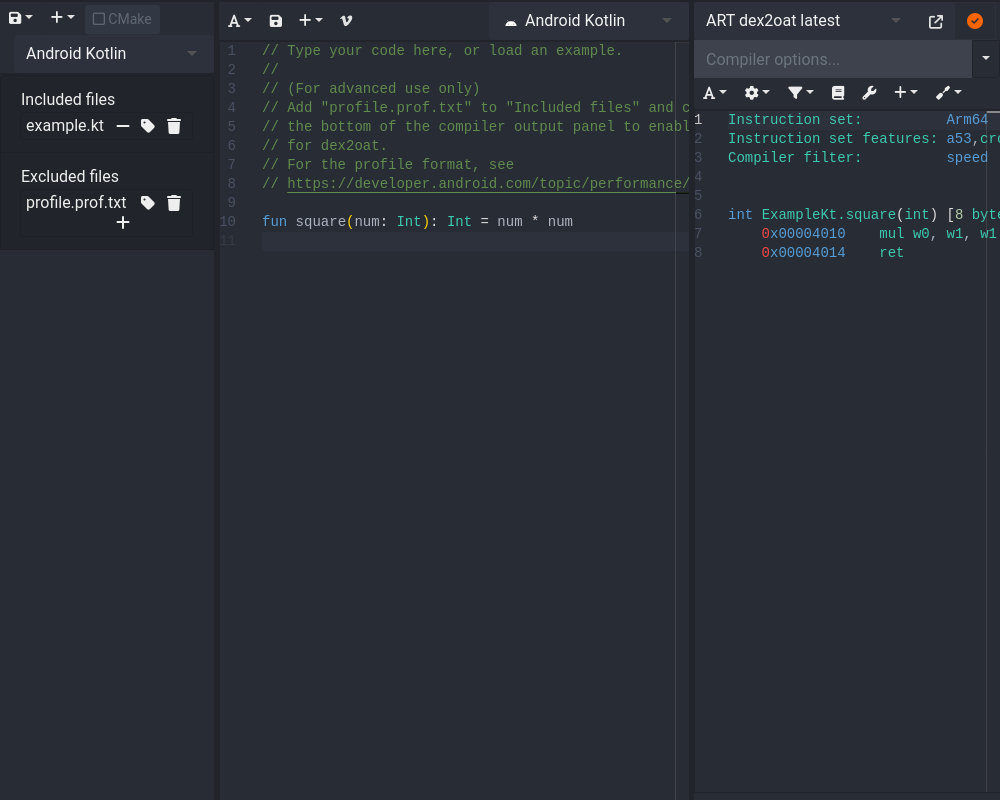 CMake
Android Kotlin
Included files
example.kt
Excluded files
profile.prof.txt
A
Android Kotlin
1 // Type your code here, or load an example.
2 //
3 // (For advanced use only)
4 // Add "profile.prof.txt" to "Included files" and
5 // the bottom of the compiler output panel to
6 // for dex2oat.
7 // For the profile format, see
8 // https://developer.android.com/topic/performance/
9
10 fun square(num: Int): Int = num * num
11
ART dex2oat latest
Compiler options...
A
1 Instruction set: Arm64
2 Instruction set features: a53,
3 Compiler filter: speed
4
5
6 int ExampleKt.square(int) [8
7 0x00004010 mul w0, w1, w1
8 0x00004014 ret